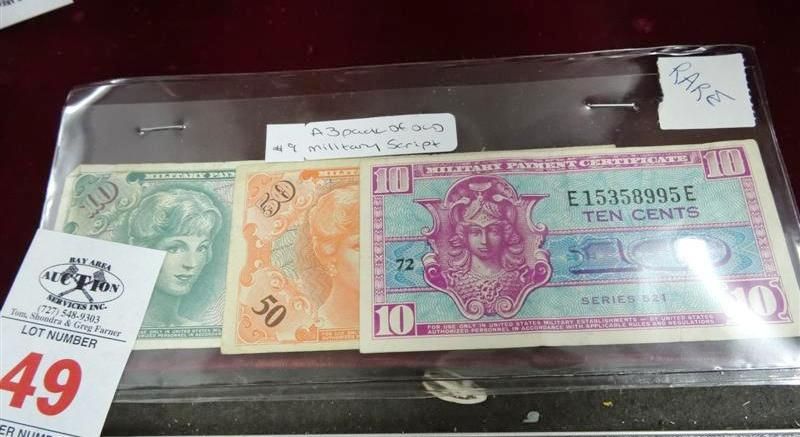 RARM
A 3 pack of old
#9 military Script
MILITARY PAY
10
50
50
MILITARY PAYMENT CERTIFICATE
10
10
E15358995E
TEN CENTS
72
10
SERIES 521
10
10
FOR USE ONLY IN UNITED STATES MILITARY ESTABLISHMENTS — BY UNITED STATES
AUTHORIZED PERSONNEL IN ACCORDANCE WITH APPLICABLE RULES AND REGULATIONS
BAY AREA
AUCTION
SERVICES INC.
(727) 548-9303
Tom, Shondra & Greg Farner
LOT NUMBER
49